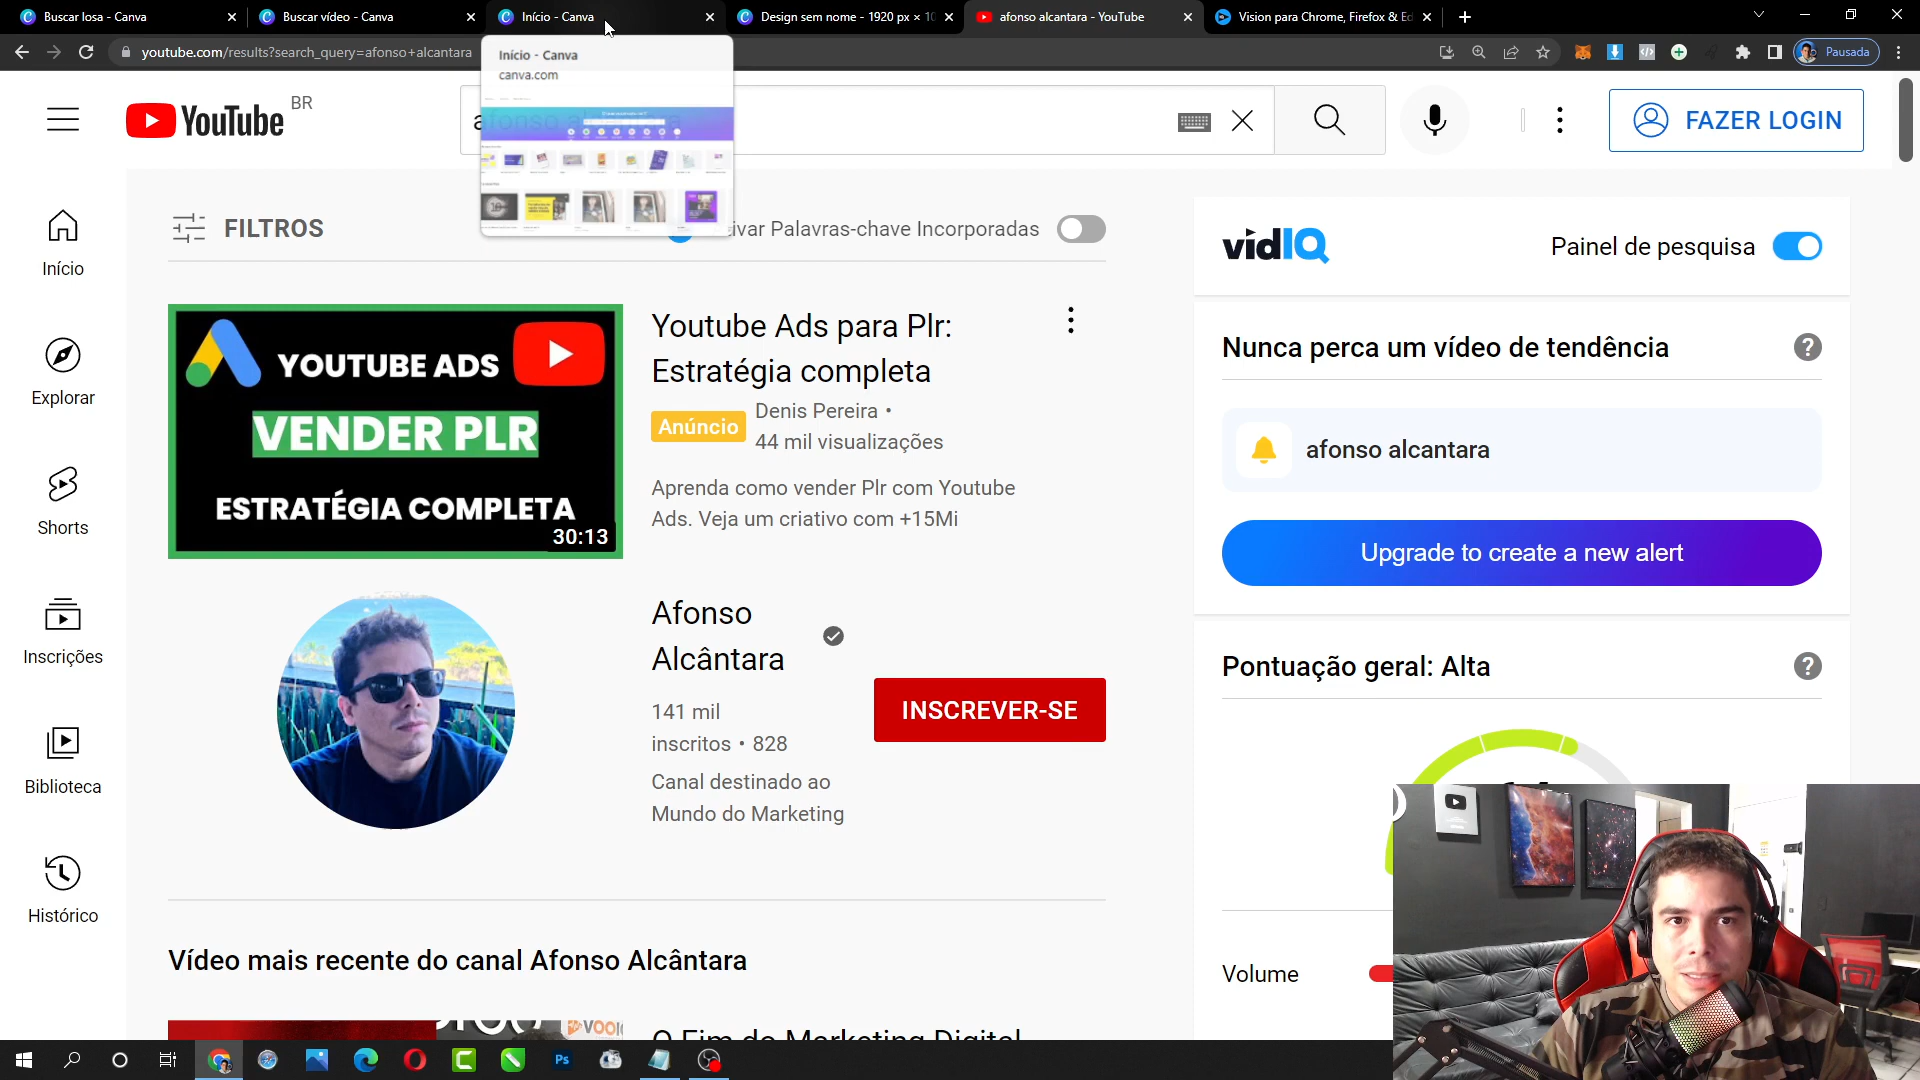 Buscar losa - Canva
Buscar vídeo - Canva
Início - Canva
Design sem nome - 1920 px × 10
afonso alcantara - YouTube
Vision para Chrome, Firefox & Ed
youtube.com/results?search_query=afonso+alcantara
Pausada
Início - Canva
canva.com
YouTube
BR
FAZER LOGIN
FILTROS
ivar Palavras-chave Incorporadas
Início
Explorar
Shorts
Inscrições
Biblioteca
Histórico
YOUTUBE ADS
VENDER PLR
ESTRATÉGIA COMPLETA
30:13
Youtube Ads para Plr:
Estratégia completa
Anúncio
Denis Pereira •
44 mil visualizações
Aprenda como vender Plr com Youtube
Ads. Veja um criativo com +15Mi
Afonso
Alcântara
141 mil
inscritos • 828
Canal destinado ao
Mundo do Marketing
INSCREVER-SE
Vídeo mais recente do canal Afonso Alcântara
O Fim do Marketing Digital
vidIQ
Painel de pesquisa
Nunca perca um vídeo de tendência
afonso alcantara
Upgrade to create a new alert
Pontuação geral: Alta
Volume
Ps